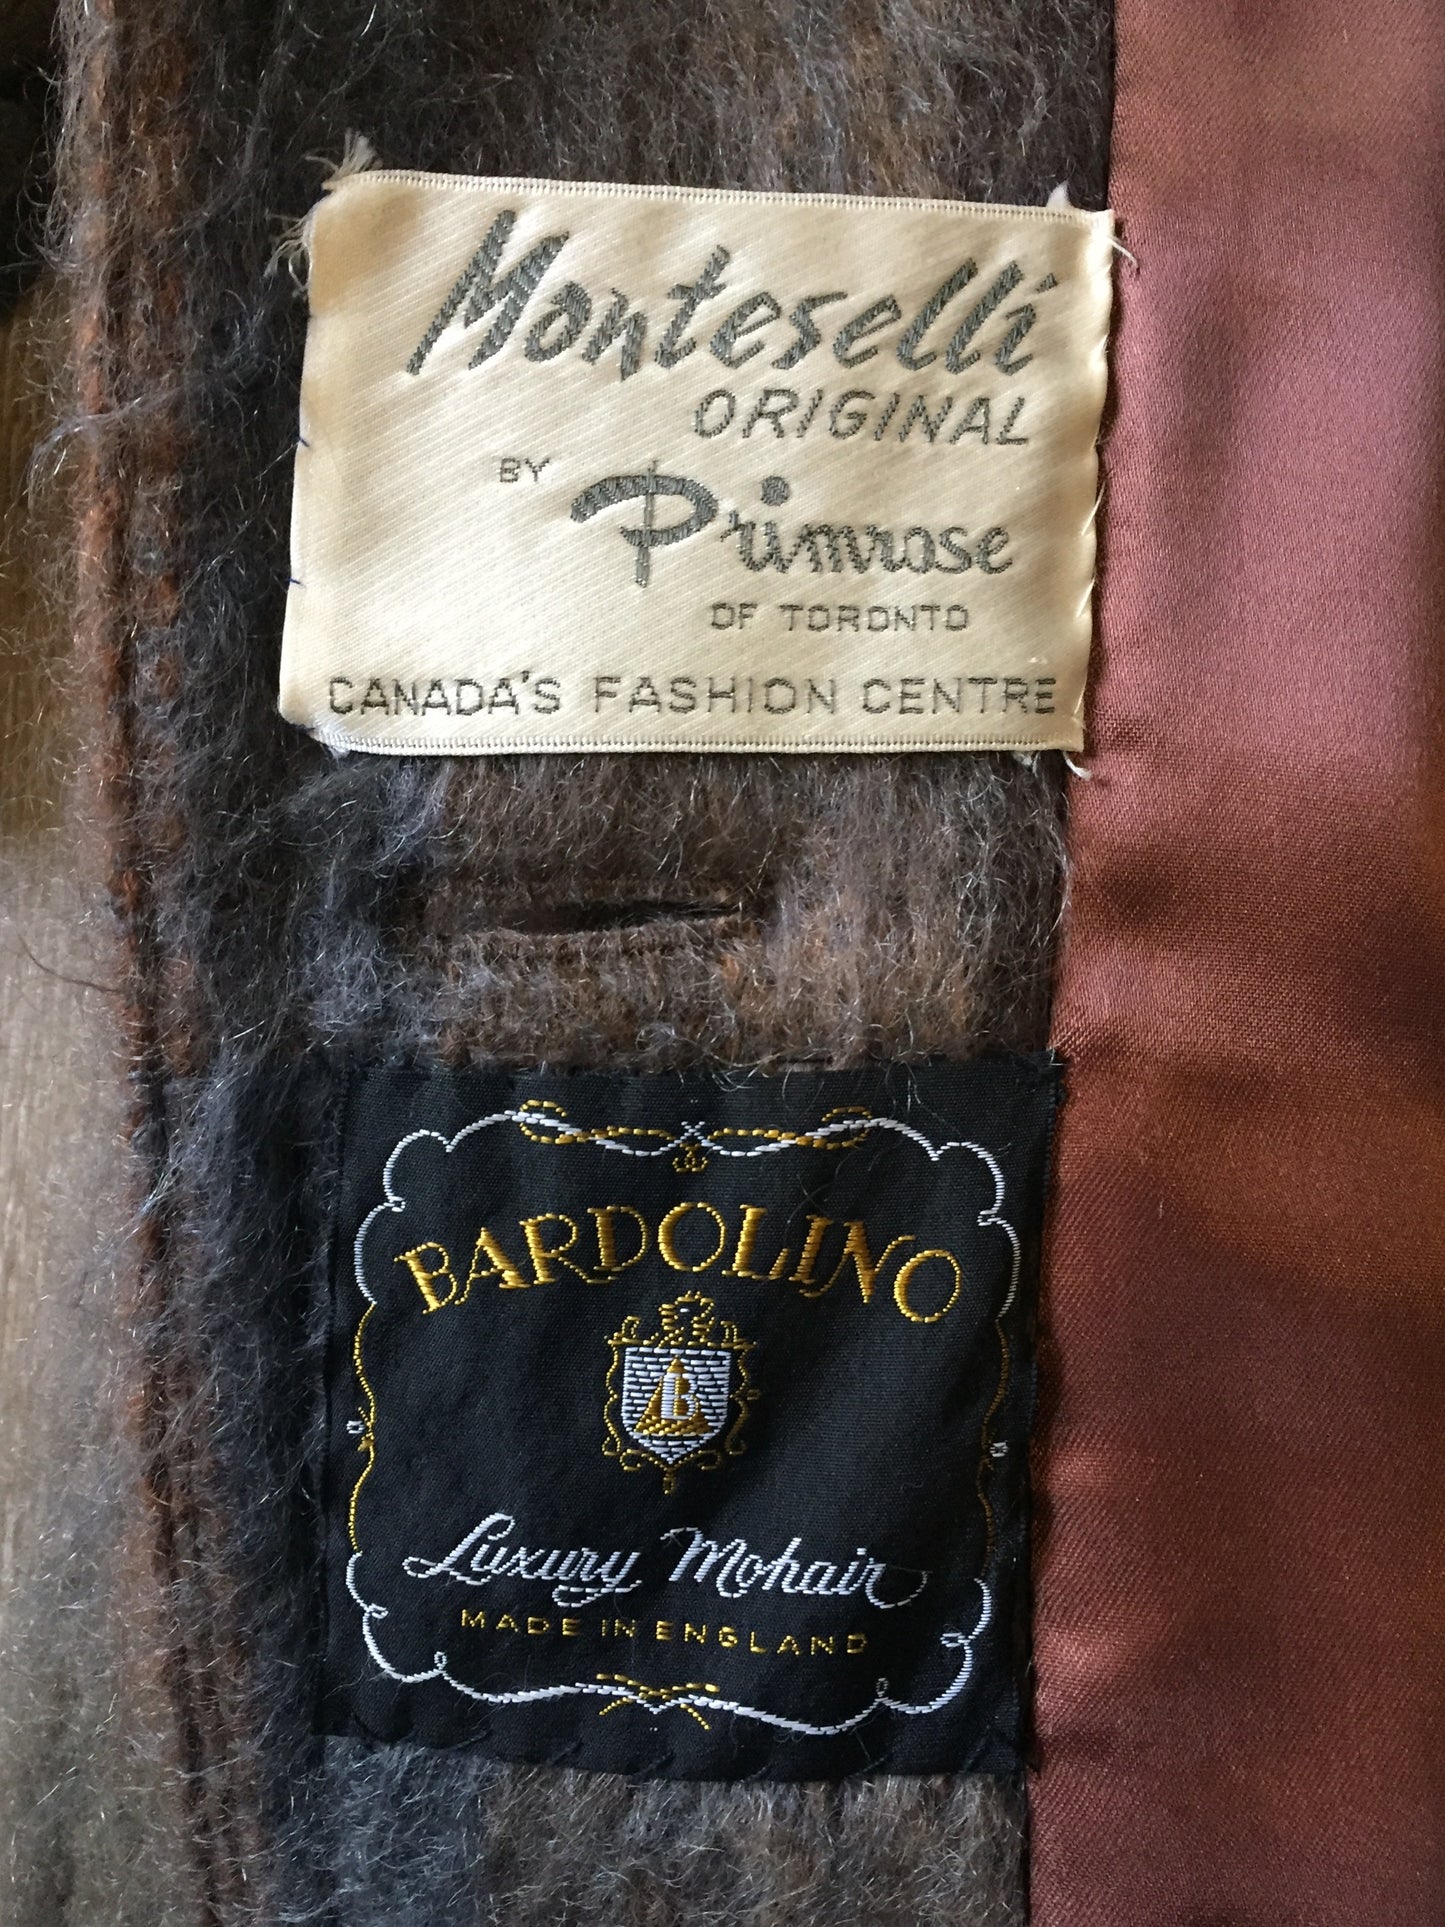 Monteselli
ORIGINAL
BY Primrose
OF TORONTO
CANADA'S FASHION CENTRE
BARDOLINO
B
Luxury Mohair
MADE IN ENGLAND